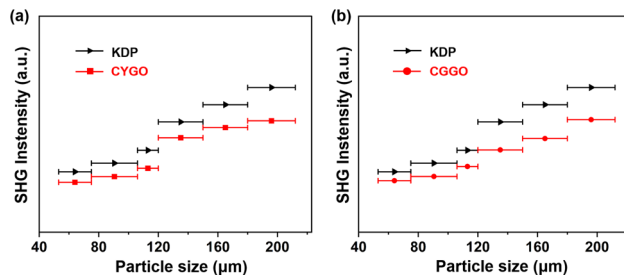 (a)
SHG Instensity (a.u.)
KDP
CYGO
40 80 120 160 200
Particle size (μm)
(b)
SHG Instensity (a.u.)
KDP
CGGO
40 80 120 160 200
Particle size (μm)